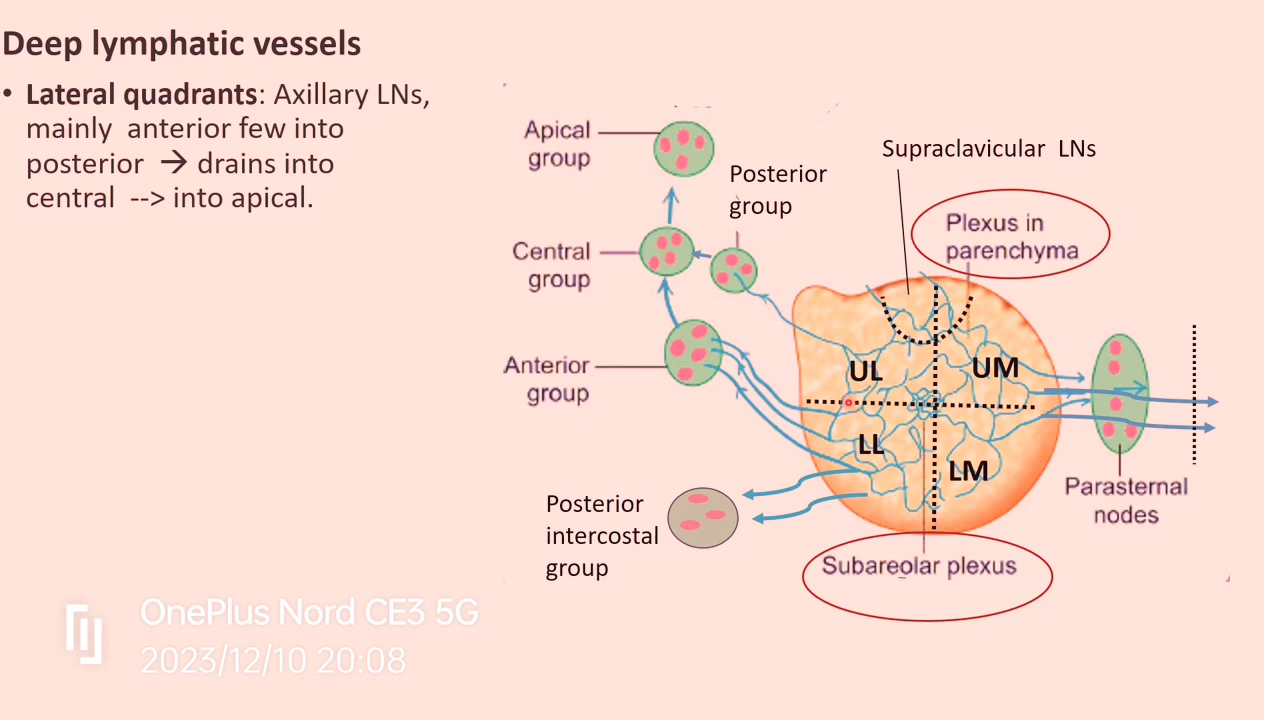 Deep lymphatic vessels
• Lateral quadrants: Axillary LNs,
mainly anterior few into
posterior → drains into
central --> into apical.
Apical
group
Posterior
group
Supraclavicular LNs
Plexus in
parenchyma
Central
group
Anterior
group
UL
UM
LL
LM
Parasternal
nodes
Posterior
intercostal
group
Subareolar plexus
OnePlus Nord CE3 5G
2023/12/10 20:08